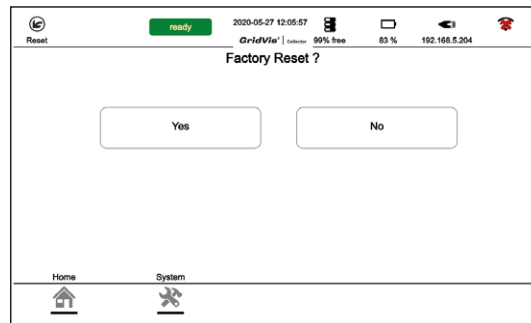 Reset
ready
2020-05-27 12:05:57
GridVis® | Collector
99% free
83 %
192.168.5.204
Factory Reset ?
Yes
No
Home
System